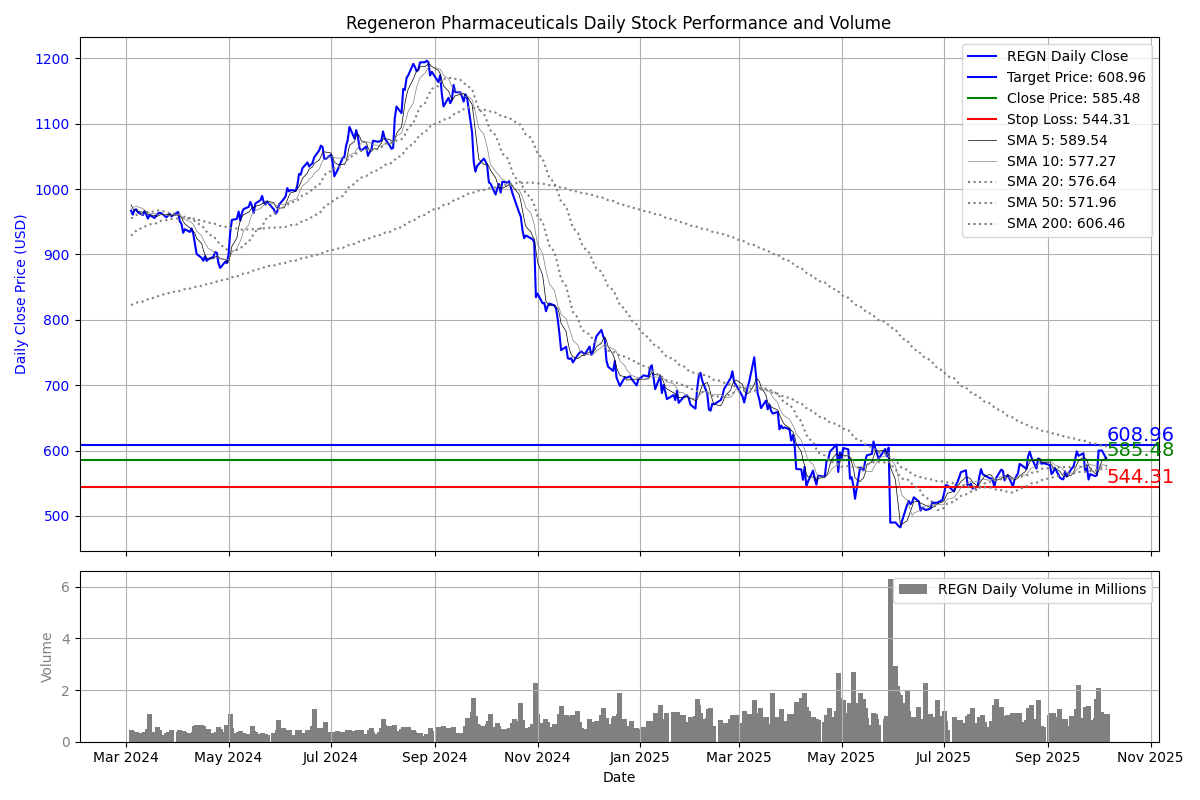 Regeneron Pharmaceuticals Daily Stock Performance and Volume
Daily Close Price (USD)
1200
1100
1000
900
800
700
600
500
REGN Daily Close
Target Price: 608.96
Close Price: 585.48
Stop Loss: 544.31
SMA 5: 589.54
SMA 10: 577.27
SMA 20: 576.64
SMA 50: 571.96
SMA 200: 606.46
608.96
585.48
544.31
Volume
6
4
2
0
REGN Daily Volume in Millions
Mar 2024 May 2024 Jul 2024 Sep 2024 Nov 2024 Jan 2025 Mar 2025 May 2025 Jul 2025 Sep 2025 Nov 2025
Date